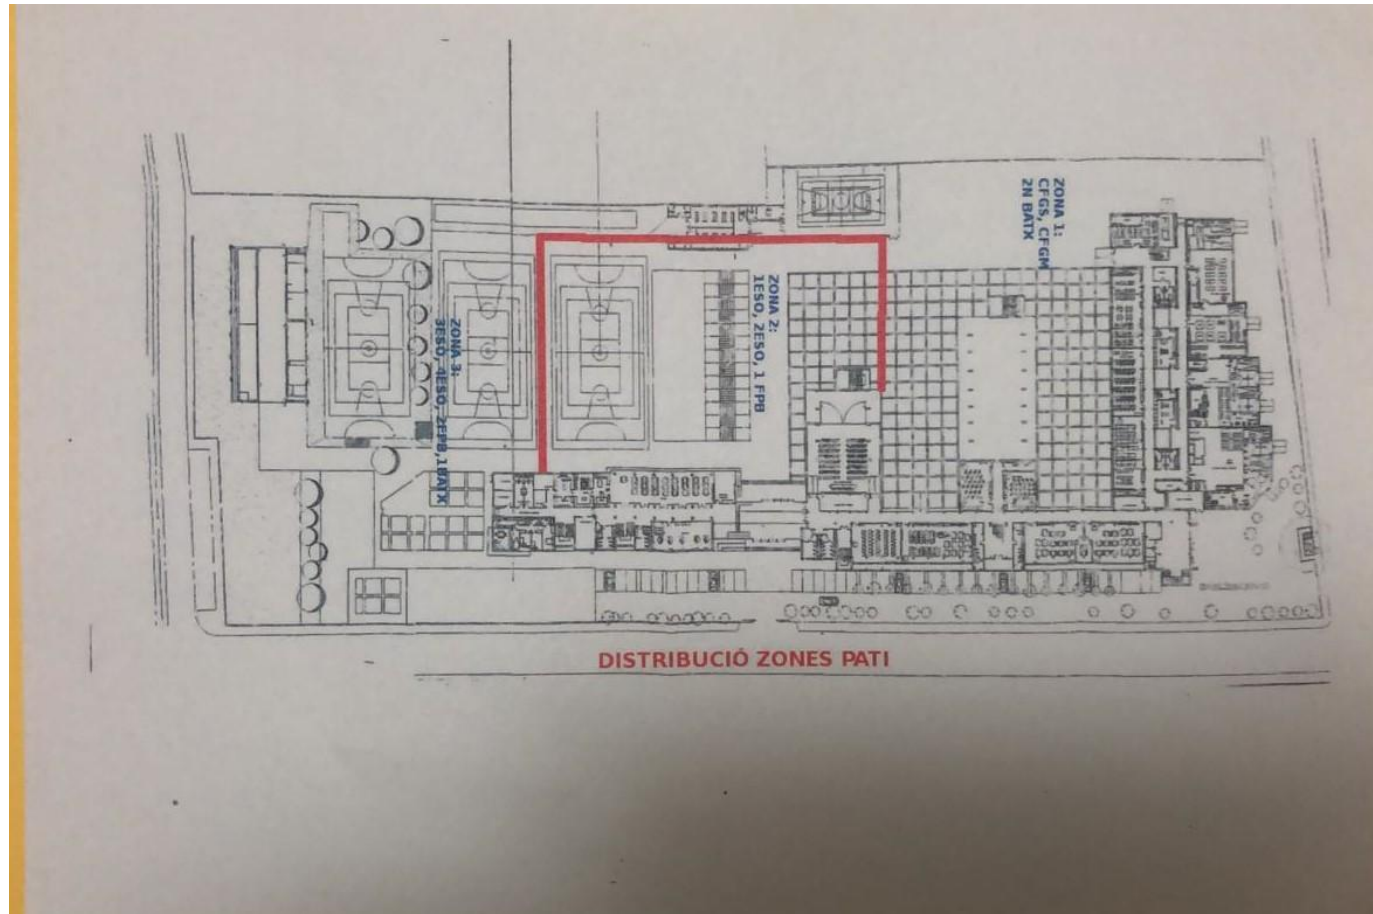 ZONA 1:
CFGS, CFGM
2N BATX
ZONA 2:
1ESO, 2ESO, 1 FPB
ZONA 3:
3ESO, 4ESO, 2FPB,1BATX
DISTRIBUCIÓ ZONES PATI